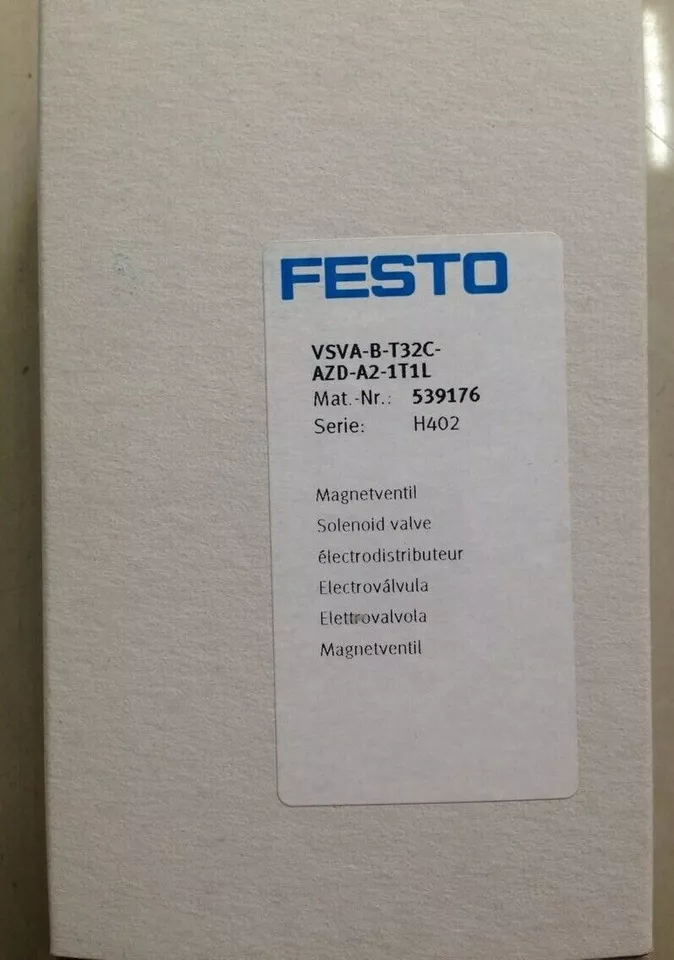 FESTO
VSVA-B-T32C-
AZD-A2-1T1L
Mat.-Nr.: 539176
Serie: H402
Magnetventil
Solenoid valve
électrodistributeur
Electroválvula
Elettrovalvola
Magnetventil